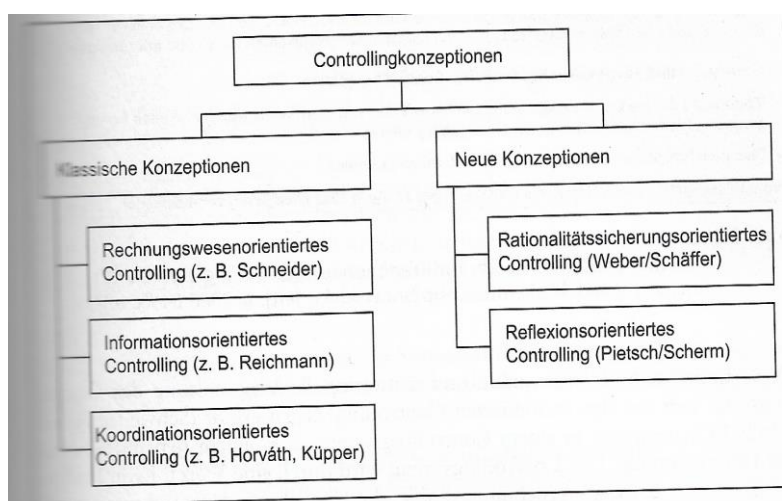 Controllingkonzeptionen
Klassische Konzeptionen
Neue Konzeptionen
Rechnungswesenorientiertes
Controlling (z. B. Schneider)
Rationalitätssicherungsorientiertes
Controlling (Weber/Schäffer)
Informationsorientiertes
Controlling (z. B. Reichmann)
Reflexionsorientiertes
Controlling (Pietsch/Scherm)
Koordinationsorientiertes
Controlling (z. B. Horváth, Küpper)